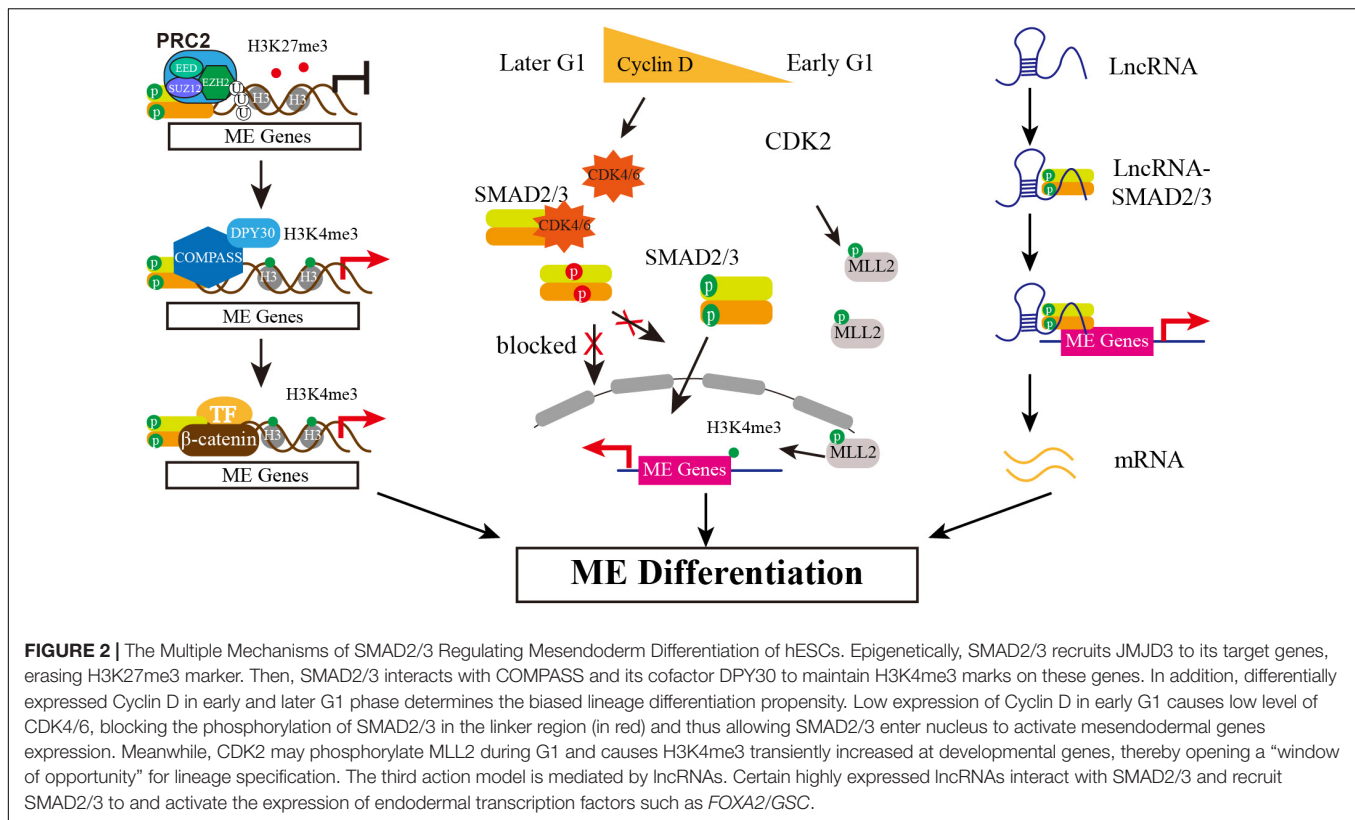 PRC2
H3K27me3
EED
SUZ12
EZH2
U
U
U
H3
H3
p
p
ME Genes
DPY30
H3K4me3
COMPASS
H3
H3
p
p
ME Genes
H3K4me3
TF
β-catenin
H3
H3
p
p
ME Genes
Later G1
Cyclin D
Early G1
CDK2
CDK4/6
SMAD2/3
CDK4/6
p
p
SMAD2/3
p
p
p
MLL2
p
MLL2
blocked
X
X
H3K4me3
p
MLL2
ME Genes
LncRNA
LncRNA-
SMAD2/3
p
p
p
p
ME Genes
mRNA
ME Differentiation
FIGURE 2 | The Multiple Mechanisms of SMAD2/3 Regulating Mesendoderm Differentiation of hESCs. Epigenetically, SMAD2/3 recruits JMJD3 to its target genes,
erasing H3K27me3 marker. Then, SMAD2/3 interacts with COMPASS and its cofactor DPY30 to maintain H3K4me3 marks on these genes. In addition, differentially
expressed Cyclin D in early and later G1 phase determines the biased lineage differentiation propensity. Low expression of Cyclin D in early G1 causes low level of
CDK4/6, blocking the phosphorylation of SMAD2/3 in the linker region (in red) and thus allowing SMAD2/3 enter nucleus to activate mesendodermal genes
expression. Meanwhile, CDK2 may phosphorylate MLL2 during G1 and causes H3K4me3 transiently increased at developmental genes, thereby opening a “window
of opportunity” for lineage specification. The third action model is mediated by lncRNAs. Certain highly expressed lncRNAs interact with SMAD2/3 and recruit
SMAD2/3 to and activate the expression of endodermal transcription factors such as FOXA2/GSC.